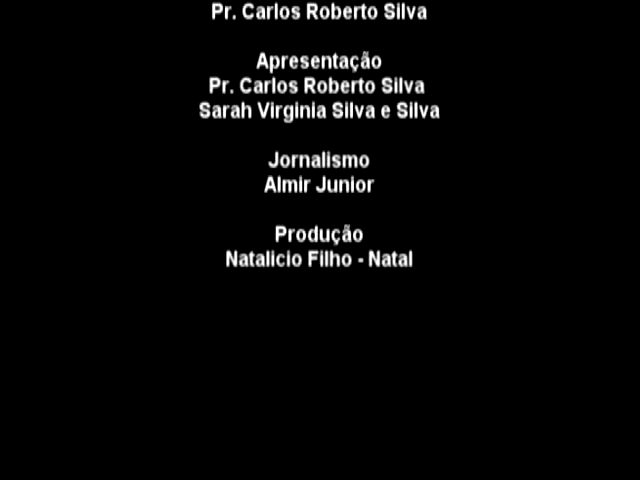 Pr. Carlos Roberto Silva
Apresentação
Pr. Carlos Roberto Silva
Sarah Virginia Silva e Silva
Jornalismo
Almir Junior
Produção
Natalicio Filho - Natal